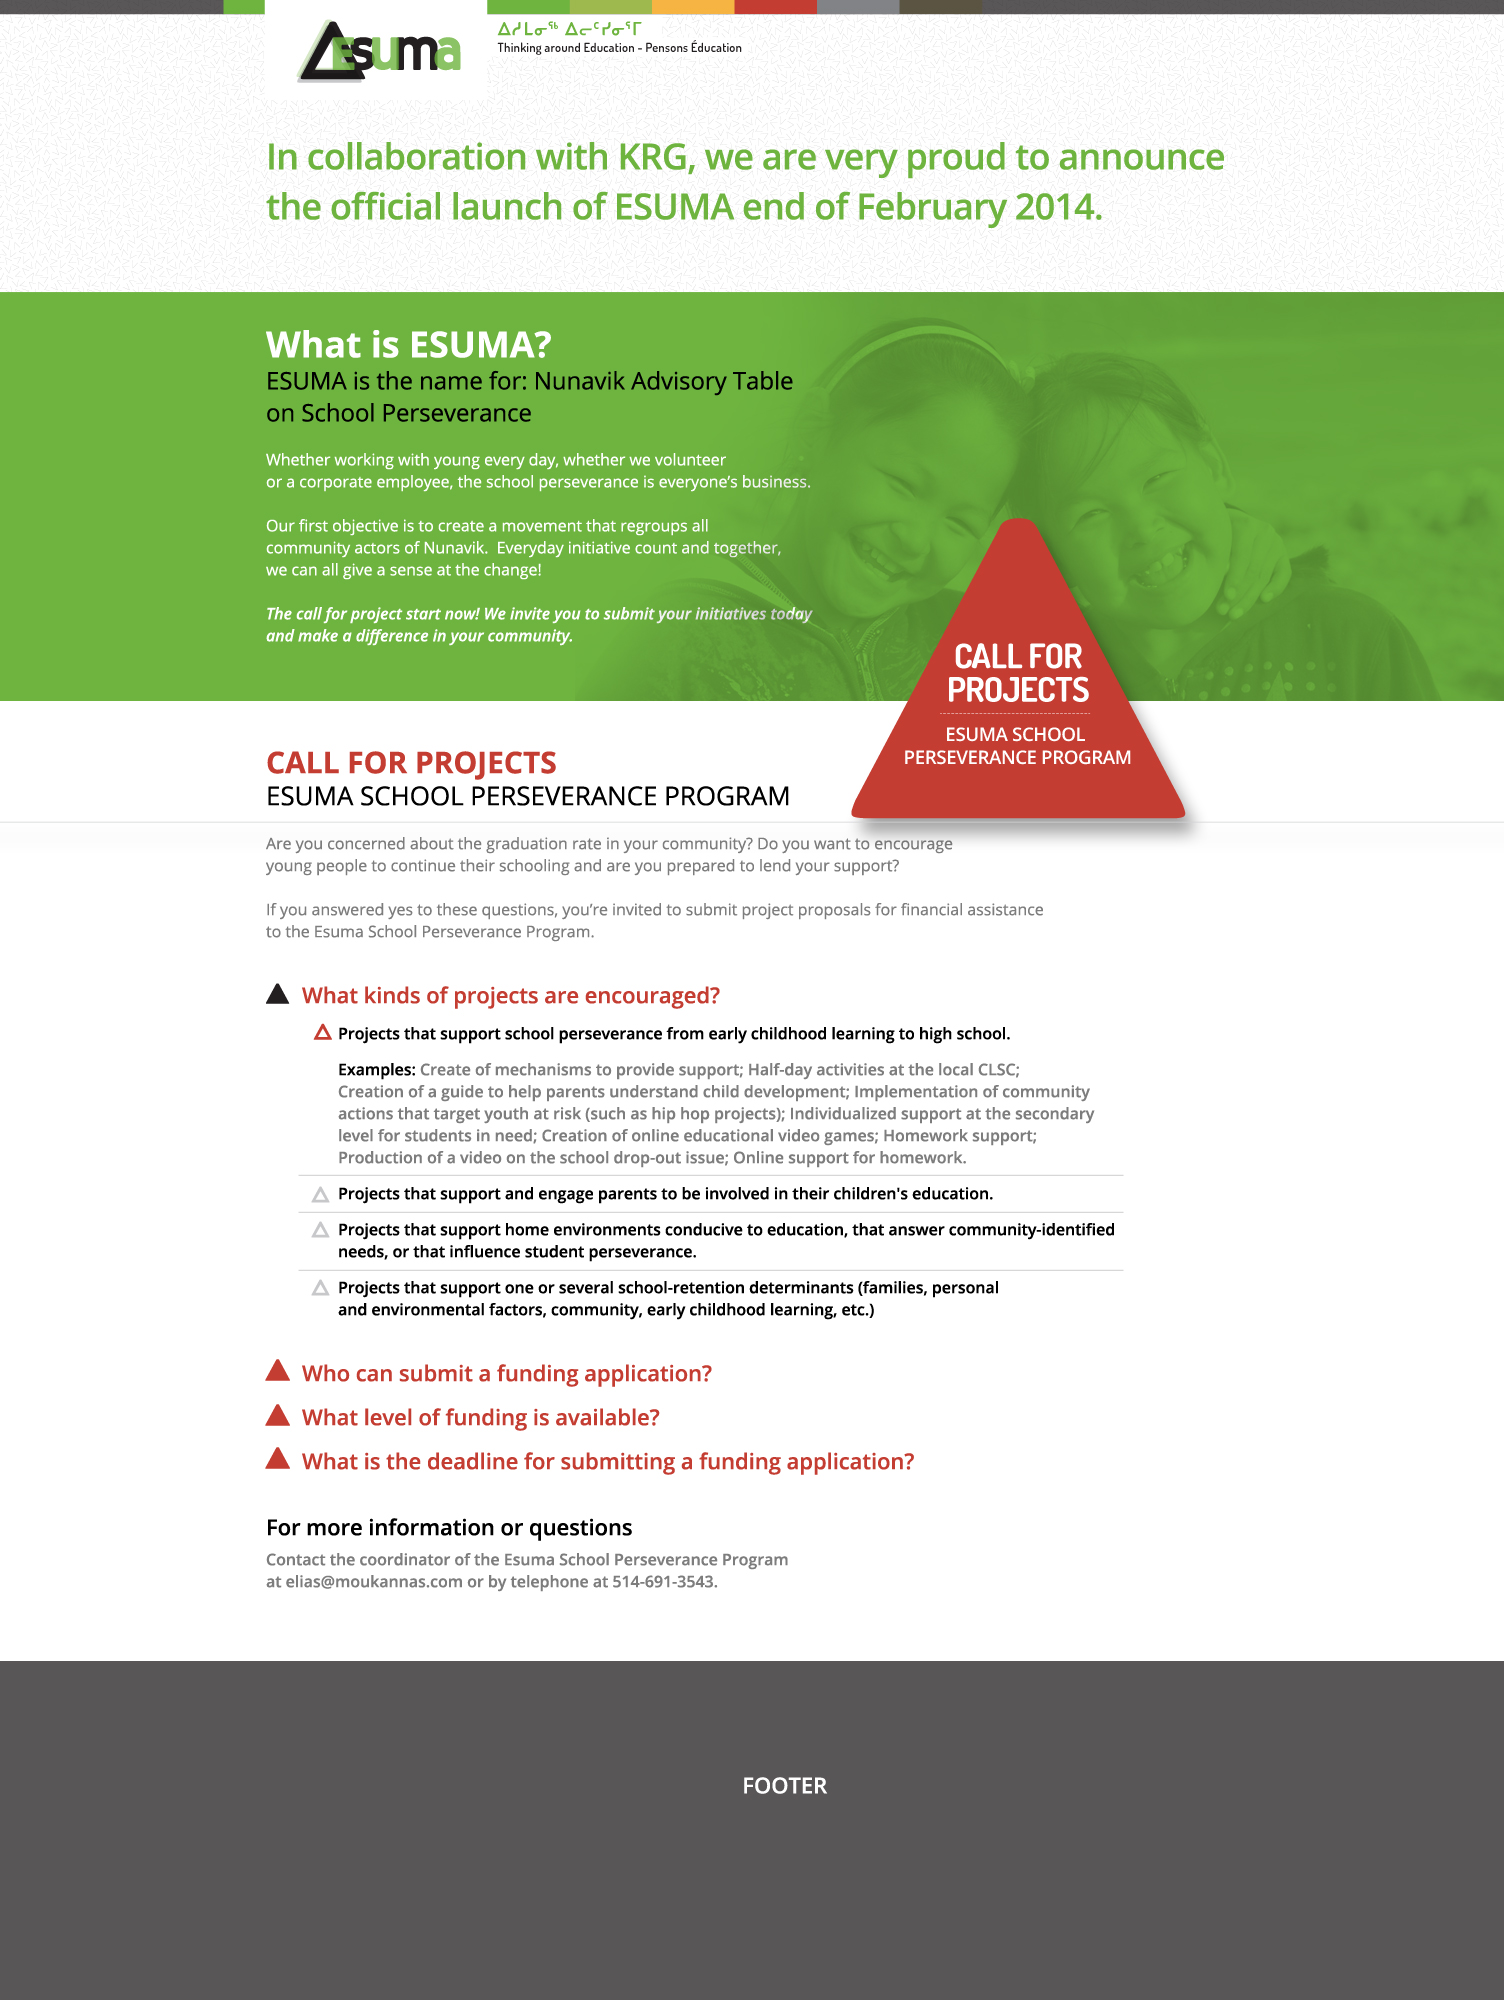 Esuma
ᐃᓱᒪᓂᖅ ᐃᓕᑦᓯᓂᕐᒥ
Thinking around Education - Pensons Éducation
In collaboration with KRG, we are very proud to announce
the official launch of ESUMA end of February 2014.
What is ESUMA?
ESUMA is the name for: Nunavik Advisory Table
on School Perseverance
Whether working with young every day, whether we volunteer
or a corporate employee, the school perseverance is everyone’s business.
Our first objective is to create a movement that regroups all
community actors of Nunavik.  Everyday initiative count and together,
we can all give a sense at the change!
The call for project start now! We invite you to submit your initiatives today
and make a difference in your community.
CALL FOR
PROJECTS
ESUMA SCHOOL
PERSEVERANCE PROGRAM
CALL FOR PROJECTS
ESUMA SCHOOL PERSEVERANCE PROGRAM
Are you concerned about the graduation rate in your community? Do you want to encourage
young people to continue their schooling and are you prepared to lend your support?
If you answered yes to these questions, you’re invited to submit project proposals for financial assistance
to the Esuma School Perseverance Program.
What kinds of projects are encouraged?
Projects that support school perseverance from early childhood learning to high school.
Examples: Create of mechanisms to provide support; Half-day activities at the local CLSC;
Creation of a guide to help parents understand child development; Implementation of community
actions that target youth at risk (such as hip hop projects); Individualized support at the secondary
level for students in need; Creation of online educational video games; Homework support;
Production of a video on the school drop-out issue; Online support for homework.
Projects that support and engage parents to be involved in their children's education.
Projects that support home environments conducive to education, that answer community-identified
needs, or that influence student perseverance.
Projects that support one or several school-retention determinants (families, personal
and environmental factors, community, early childhood learning, etc.)
Who can submit a funding application?
What level of funding is available?
What is the deadline for submitting a funding application?
For more information or questions
Contact the coordinator of the Esuma School Perseverance Program
at elias@moukannas.com or by telephone at 514-691-3543.
FOOTER